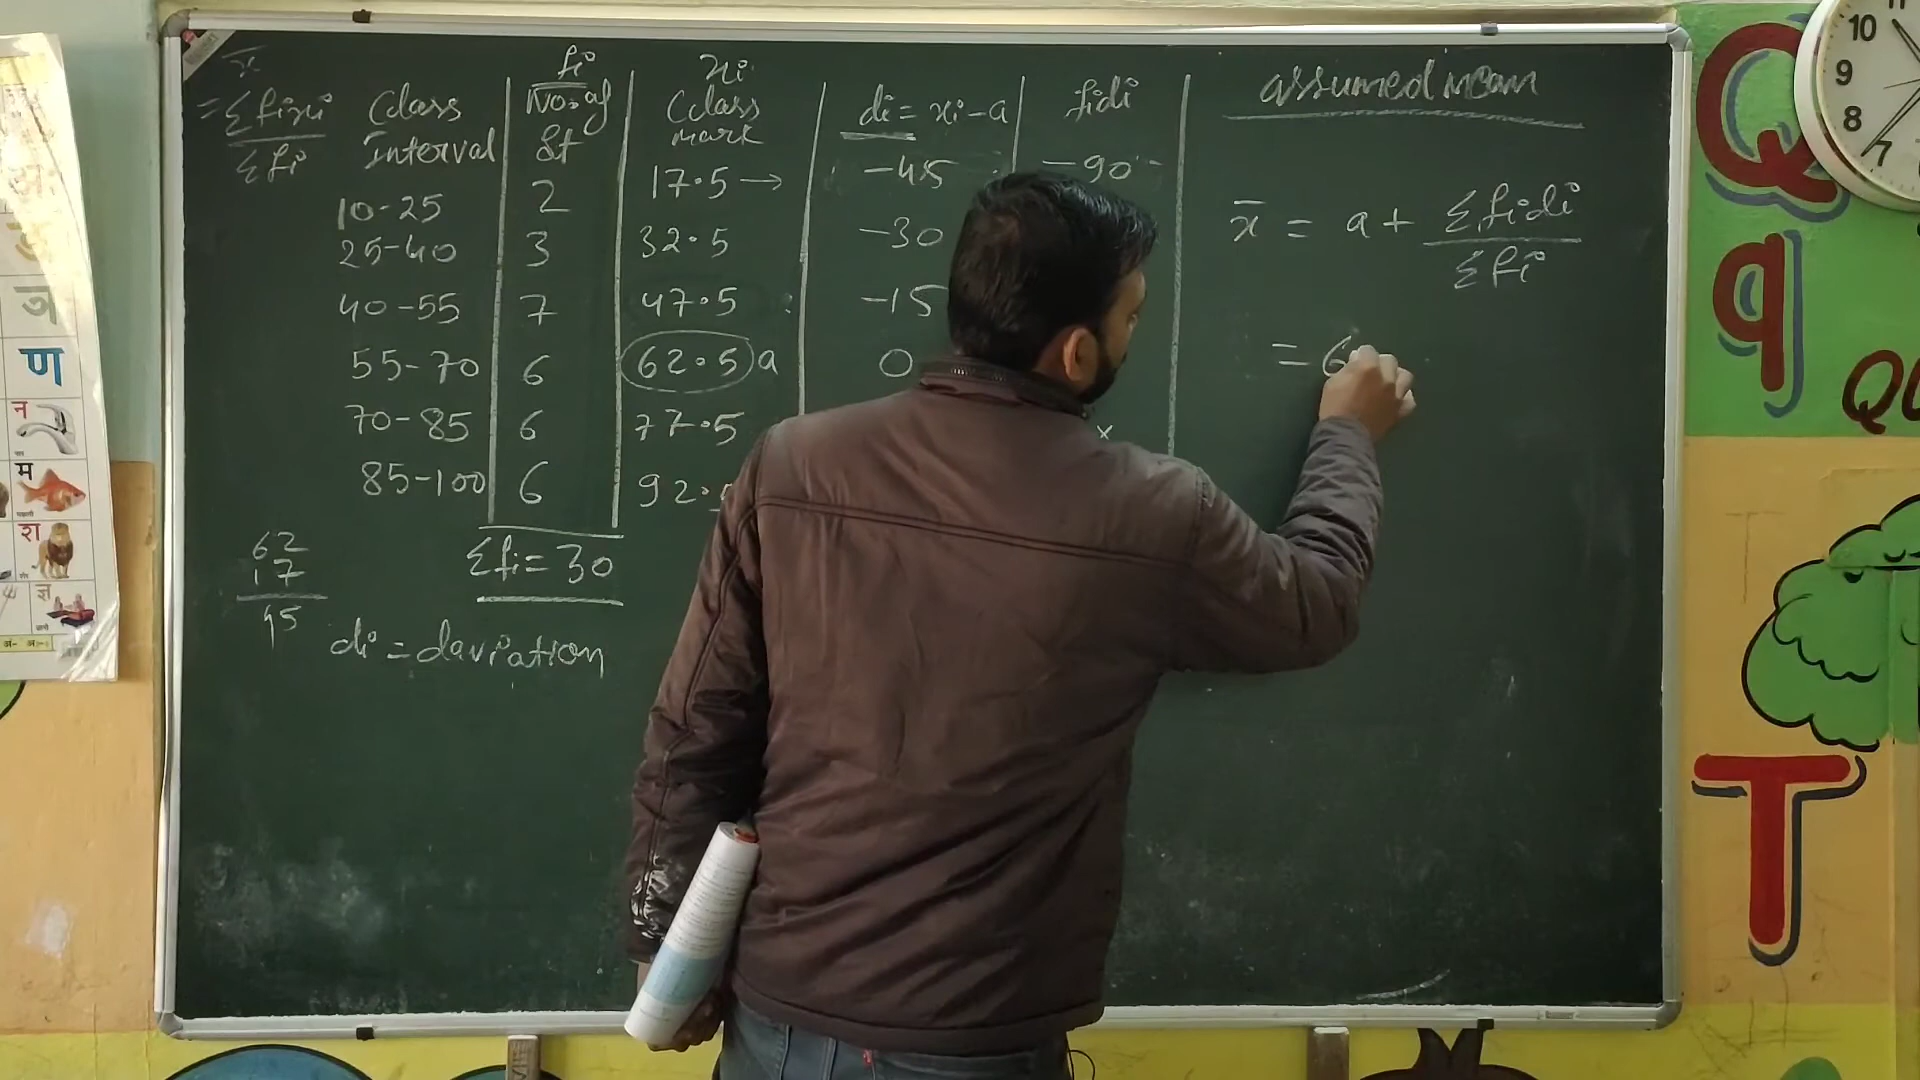 x̄
= Σfixi
Σfi
Class Interval
fi
No. of St
xi
Class mark
di = xi - a
fidi
assumed mean
10-25 2 17.5 → -45 -90
25-40 3 32.5 -30
40-55 7 47.5 -15
55-70 6 62.5 a 0
70-85 6 77.5
85-100 6 92.
Σfi = 30
62
17
45
di = daviation
x̄ = a + Σfidi
Σfi
= 6
10
9
8
7
Q
q
QU
T
ण
न
म
श
ज्ञ